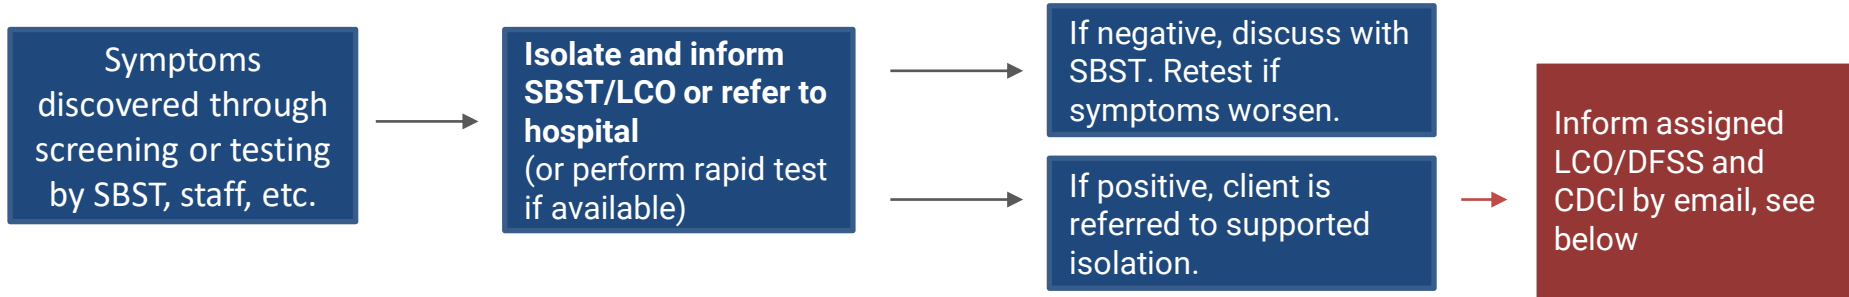 Symptoms
discovered through
screening or testing
by SBST, staff, etc.
Isolate and inform
SBST/LCO or refer to
hospital
(or perform rapid test
if available)
If negative, discuss with
SBST. Retest if
symptoms worsen.
If positive, client is
referred to supported
isolation.
Inform assigned
LCO/DFSS and
CDCI by email, see
below